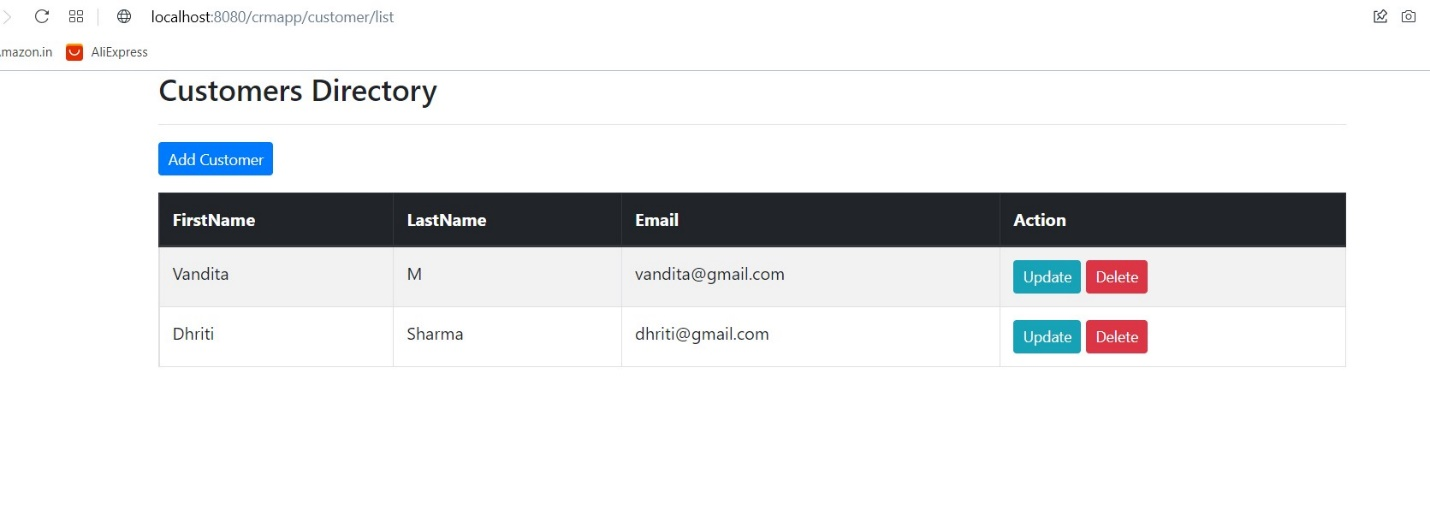 localhost:8080/crmapp/customer/list
mazon.in AliExpress
Customers Directory
Add Customer
FirstName LastName Email Action
Vandita M vandita@gmail.com Update Delete
Dhriti Sharma dhriti@gmail.com Update Delete